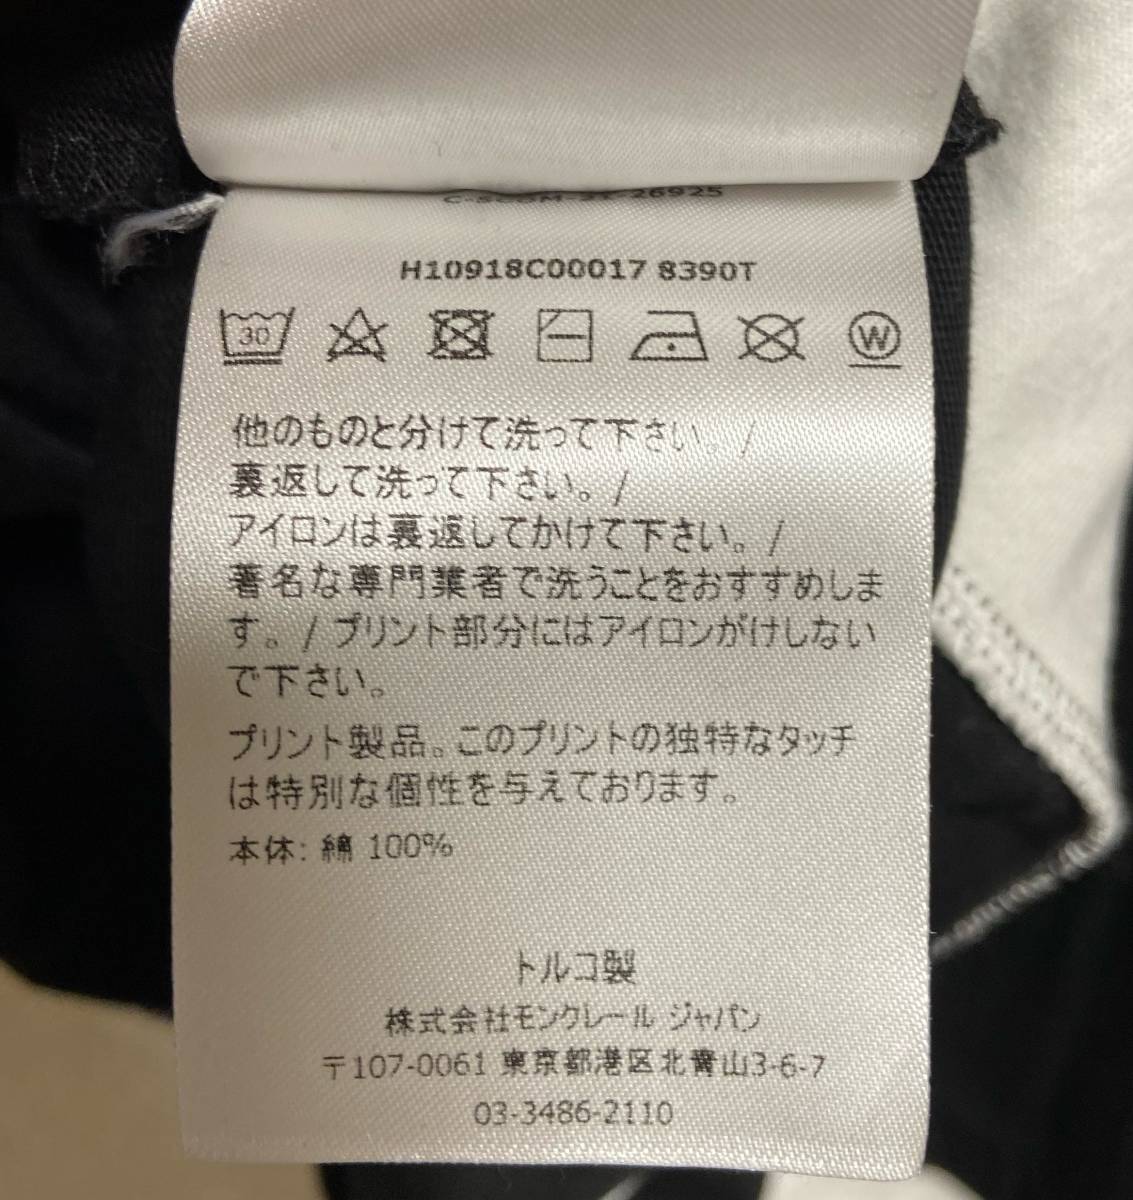 H10918C00017 8390T
30 W
他のものと分けて洗って下さい。/
裏返して洗って下さい。/
アイロンは裏返してかけて下さい。/
著名な専門業者で洗うことをおすすめしま
す。/ プリント部分にはアイロンがけしない
で下さい。
プリント製品。このプリントの独特なタッチ
は特別な個性を与えております。
本体: 綿 100%
トルコ製
株式会社モンクレール ジャパン
〒107-0061 東京都港区北青山3-6-7
03-3486-2110